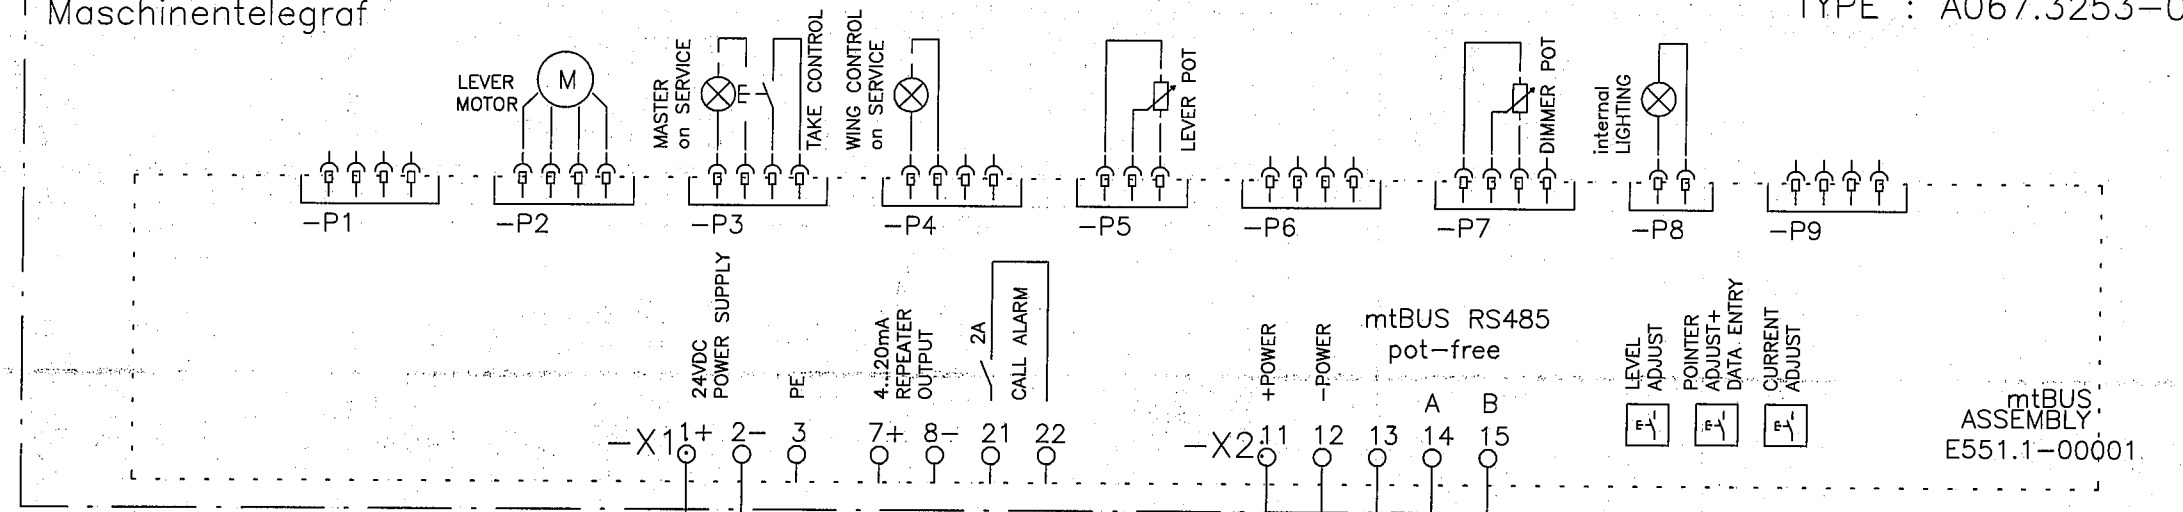 Maschinentelegraf
TYPE : A067.3253-0
LEVER
MOTOR
M
MASTER
on SERVICE
TAKE CONTROL
WING CONTROL
on SERVICE
LEVER POT
DIMMER POT
internal
LIGHTING
-P1
-P2
-P3
-P4
-P5
-P6
-P7
-P8
-P9
24VDC
POWER SUPPLY
PE
4..20mA
REPEATER
OUTPUT
2A
CALL ALARM
+POWER
-POWER
mtBUS RS485
pot-free
A
B
LEVEL
ADJUST
POINTER
ADJUST+
DATA ENTRY
CURRENT
ADJUST
-X1
1+
2-
3
7+
8-
21
22
-X2
11
12
13
14
15
mtBUS
ASSEMBLY
E551.1-00001